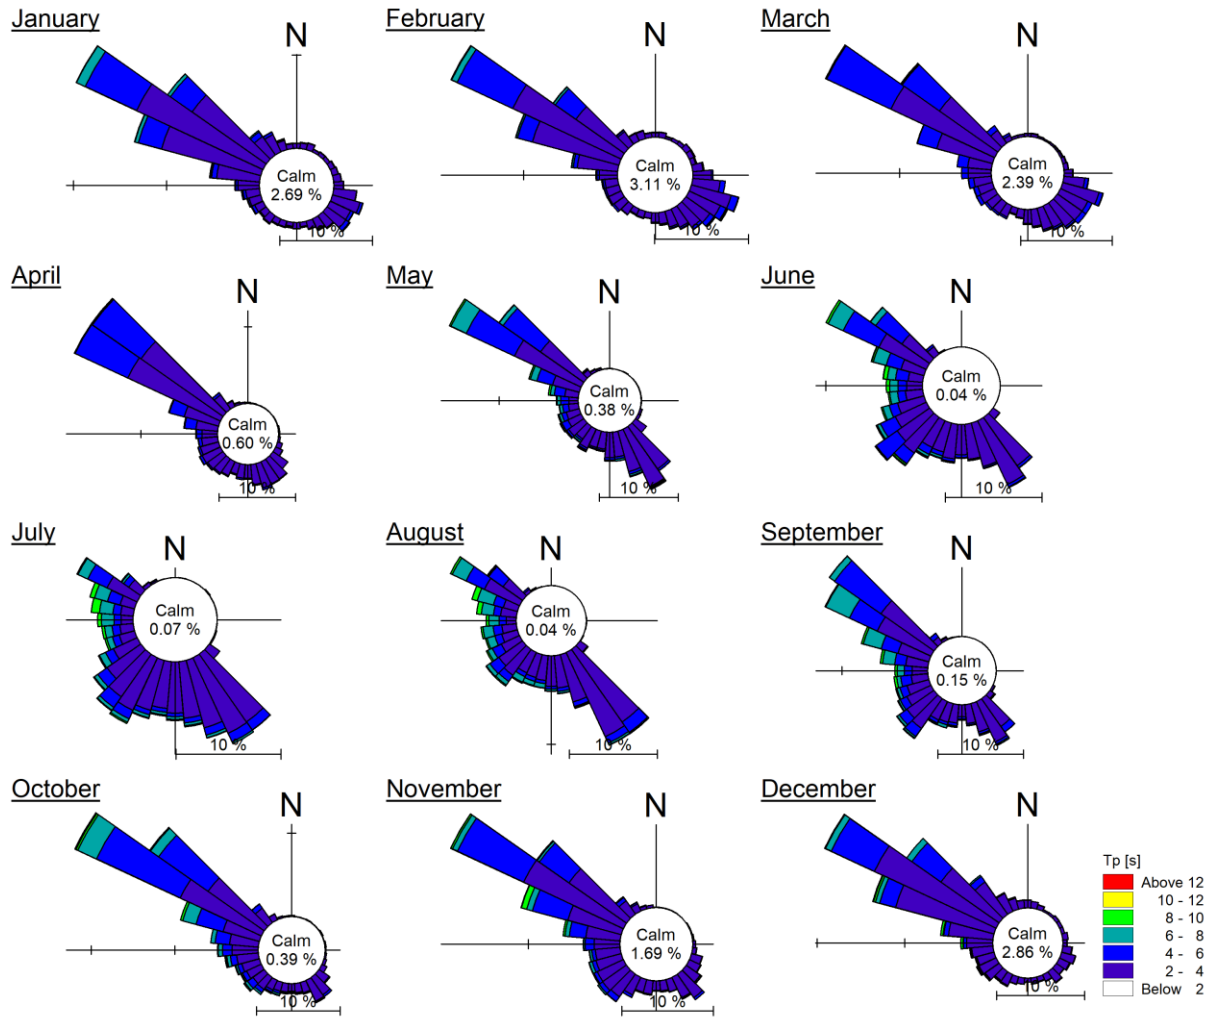 January
N
Calm
2.69 %
10 %
February
N
Calm
3.11 %
10 %
March
N
Calm
2.39 %
10 %
April
N
Calm
0.60 %
10 %
May
N
Calm
0.38 %
10 %
June
N
Calm
0.04 %
10 %
July
N
Calm
0.07 %
10 %
August
N
Calm
0.04 %
10 %
September
N
Calm
0.15 %
10 %
October
N
Calm
0.39 %
10 %
November
N
Calm
1.69 %
10 %
December
N
Calm
2.86 %
10 %
Tp [s]
Above 12
10 - 12
8 - 10
6 - 8
4 - 6
2 - 4
Below 2